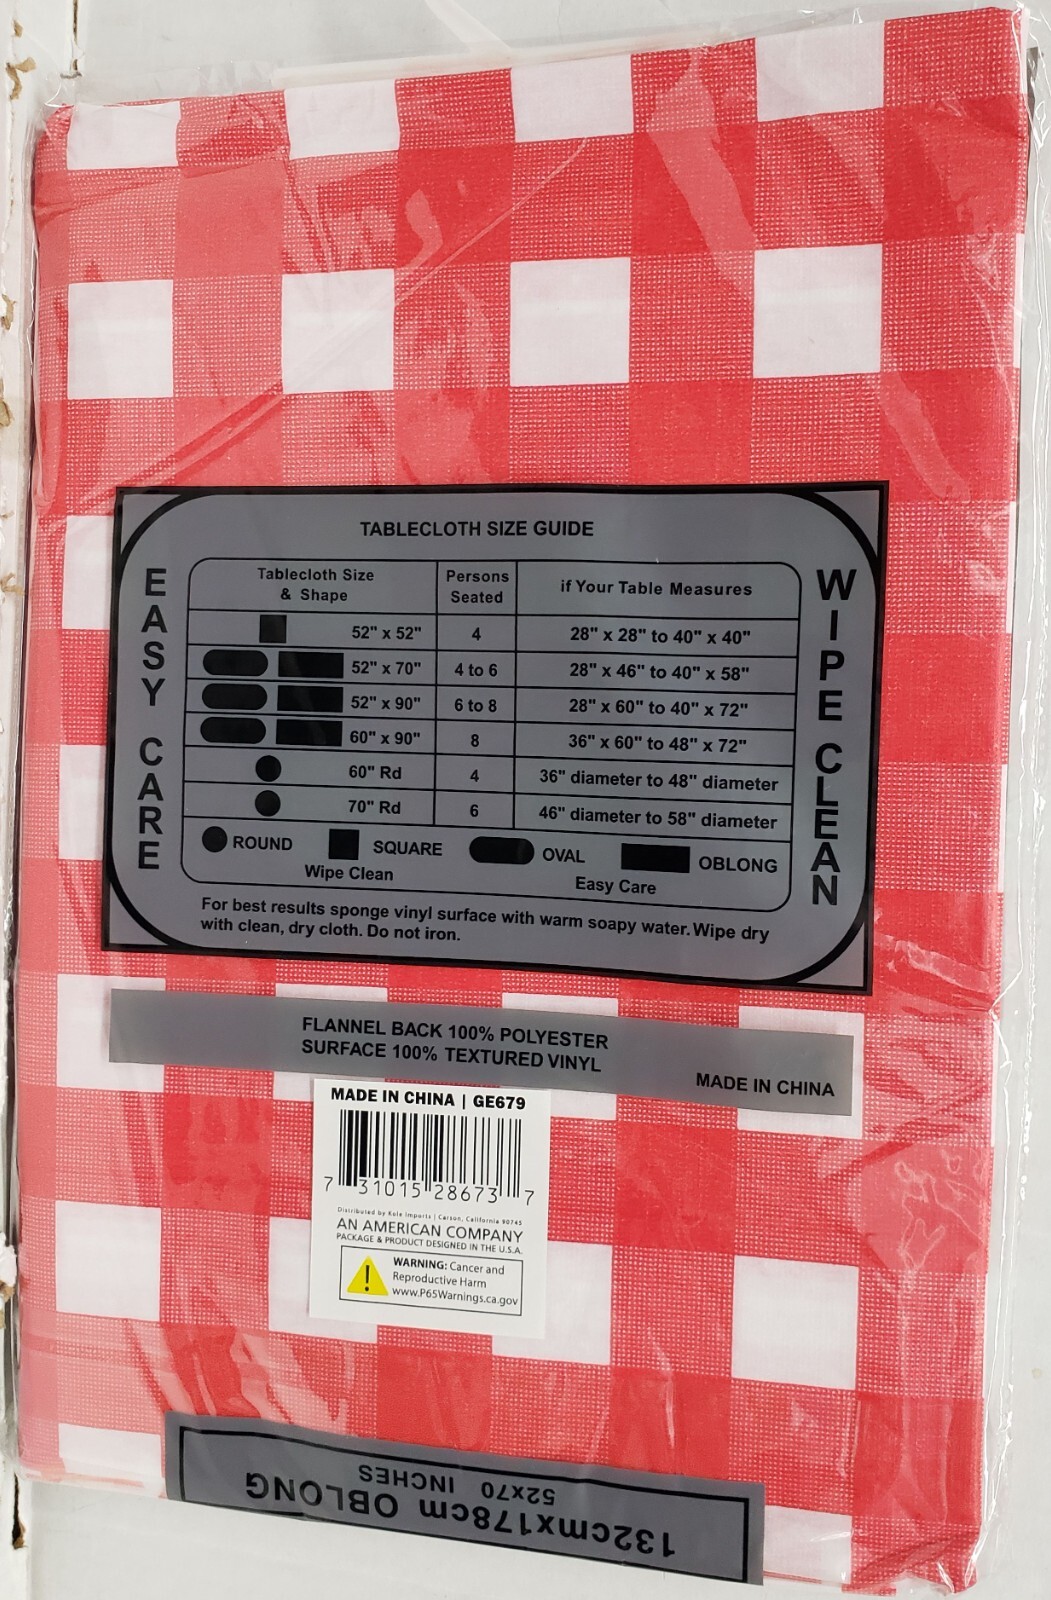 TABLECLOTH SIZE GUIDE
EASY CARE
WIPE CLEAN
Tablecloth Size & Shape | Persons Seated | if Your Table Measures
52" x 52" | 4 | 28" x 28" to 40" x 40"
52" x 70" | 4 to 6 | 28" x 46" to 40" x 58"
52" x 90" | 6 to 8 | 28" x 60" to 40" x 72"
60" x 90" | 8 | 36" x 60" to 48" x 72"
60" Rd | 4 | 36" diameter to 48" diameter
70" Rd | 6 | 46" diameter to 58" diameter
ROUND SQUARE OVAL OBLONG
Wipe Clean Easy Care
For best results sponge vinyl surface with warm soapy water. Wipe dry
with clean, dry cloth. Do not iron.
FLANNEL BACK 100% POLYESTER
SURFACE 100% TEXTURED VINYL
MADE IN CHINA
MADE IN CHINA | GE679
7 31015 28673 7
Distributed by Kole Imports | Carson, California 90745
AN AMERICAN COMPANY
PACKAGE & PRODUCT DESIGNED IN THE U.S.A.
WARNING: Cancer and
Reproductive Harm
www.P65Warnings.ca.gov
132cmx178cm OBLONG
52x70 INCHES